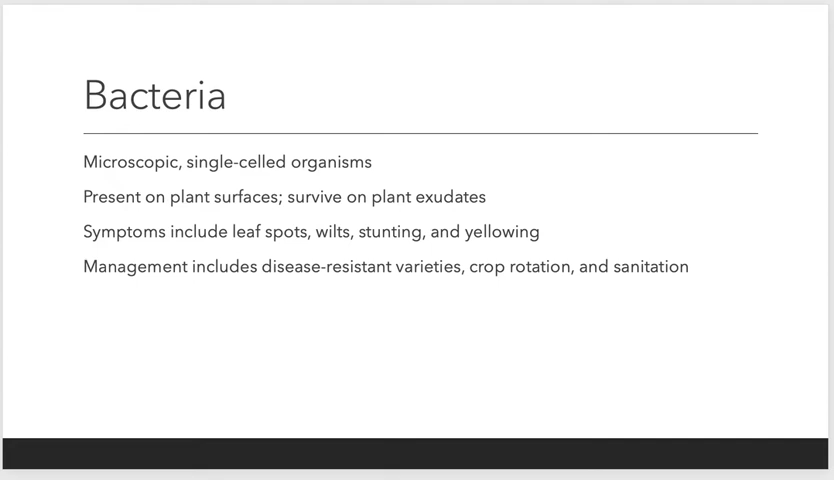 Bacteria
Microscopic, single-celled organisms
Present on plant surfaces; survive on plant exudates
Symptoms include leaf spots, wilts, stunting, and yellowing
Management includes disease-resistant varieties, crop rotation, and sanitation